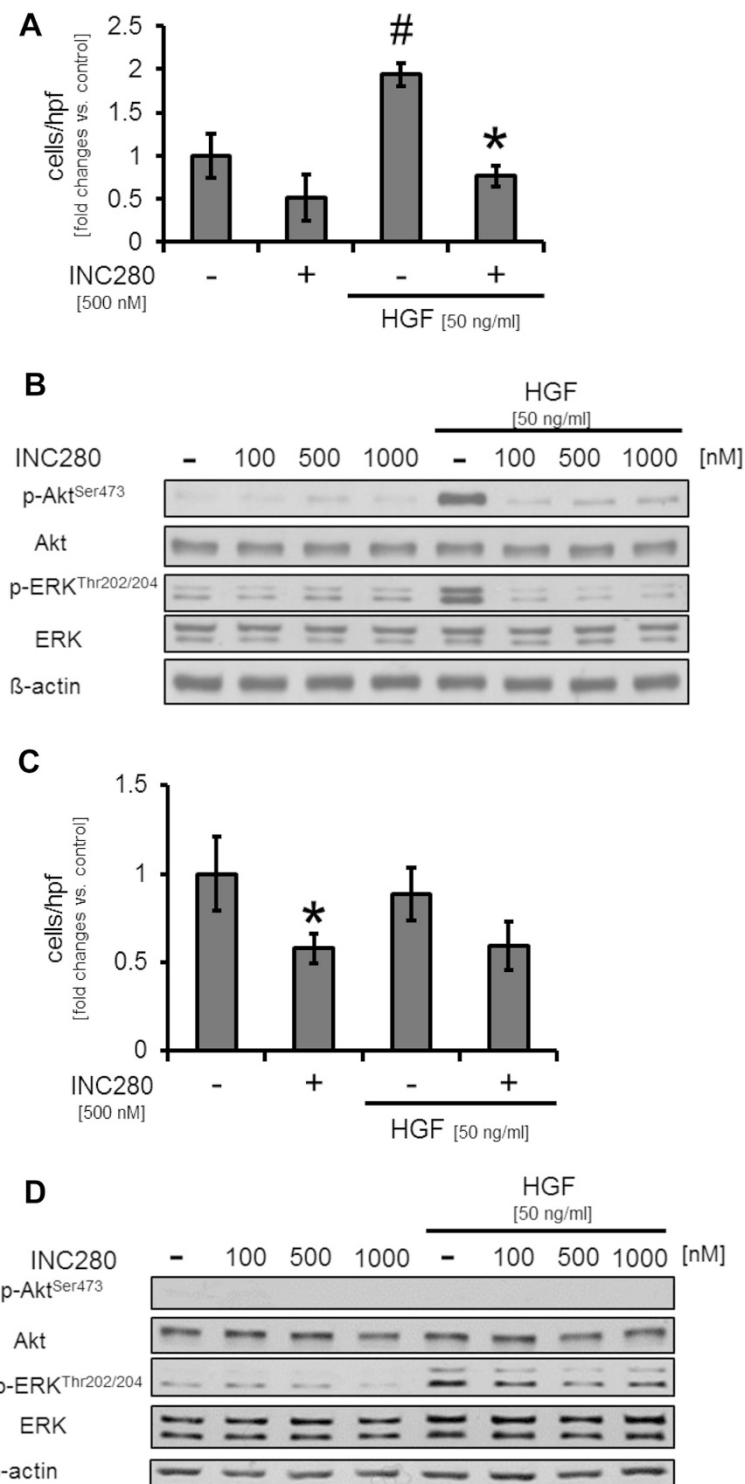 A
2.5
2
1.5
1
0.5
0
cells/hpf
[fold changes vs. control]
#
*
INC280 - + - +
[500 nM]
HGF [50 ng/ml]
B
HGF
[50 ng/ml]
INC280 - 100 500 1000 - 100 500 1000 [nM]
p-AktSer473
Akt
p-ERKThr202/204
ERK
ß-actin
C
1.5
1
0.5
0
cells/hpf
[fold changes vs. control]
*
INC280 - + - +
[500 nM]
HGF [50 ng/ml]
D
HGF
[50 ng/ml]
INC280 - 100 500 1000 - 100 500 1000 [nM]
p-AktSer473
Akt
p-ERKThr202/204
ERK
-actin